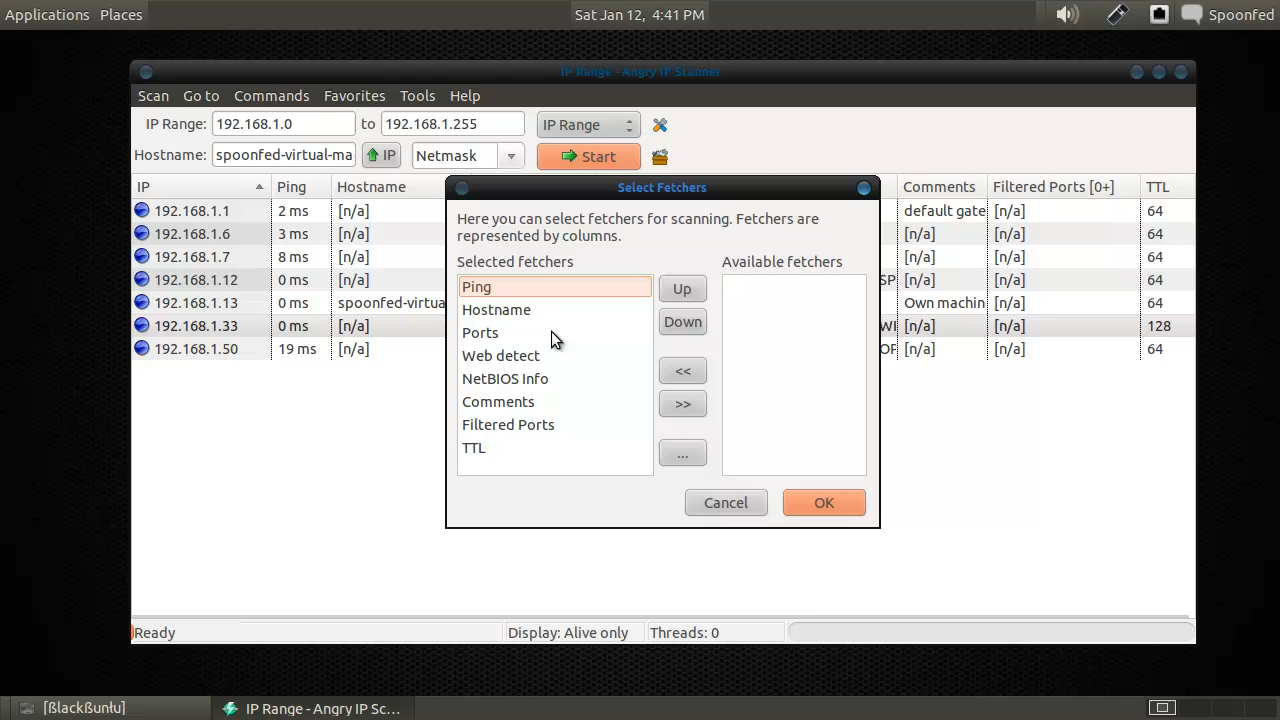 Applications Places Sat Jan 12, 4:41 PM Spoonfed
IP Range - Angry IP Scanner
Scan Go to Commands Favorites Tools Help
IP Range: 192.168.1.0 to 192.168.1.255 IP Range
Hostname: spoonfed-virtual-ma IP Netmask Start
IP Ping Hostname Comments Filtered Ports [0+] TTL
192.168.1.1 2 ms [n/a] default gate [n/a] 64
192.168.1.6 3 ms [n/a] [n/a] [n/a] 64
192.168.1.7 8 ms [n/a] [n/a] [n/a] 64
192.168.1.12 0 ms [n/a] SP [n/a] [n/a] 64
192.168.1.13 0 ms spoonfed-virtua Own machin [n/a] 64
192.168.1.33 0 ms [n/a] WI [n/a] [n/a] 128
192.168.1.50 19 ms [n/a] OF [n/a] [n/a] 64
Select Fetchers
Here you can select fetchers for scanning. Fetchers are
represented by columns.
Selected fetchers Available fetchers
Ping
Hostname
Ports
Web detect
NetBIOS Info
Comments
Filtered Ports
TTL
Up
Down
<<
>>
...
Cancel OK
Ready Display: Alive only Threads: 0
[ßlackßunłu] IP Range - Angry IP Sc...